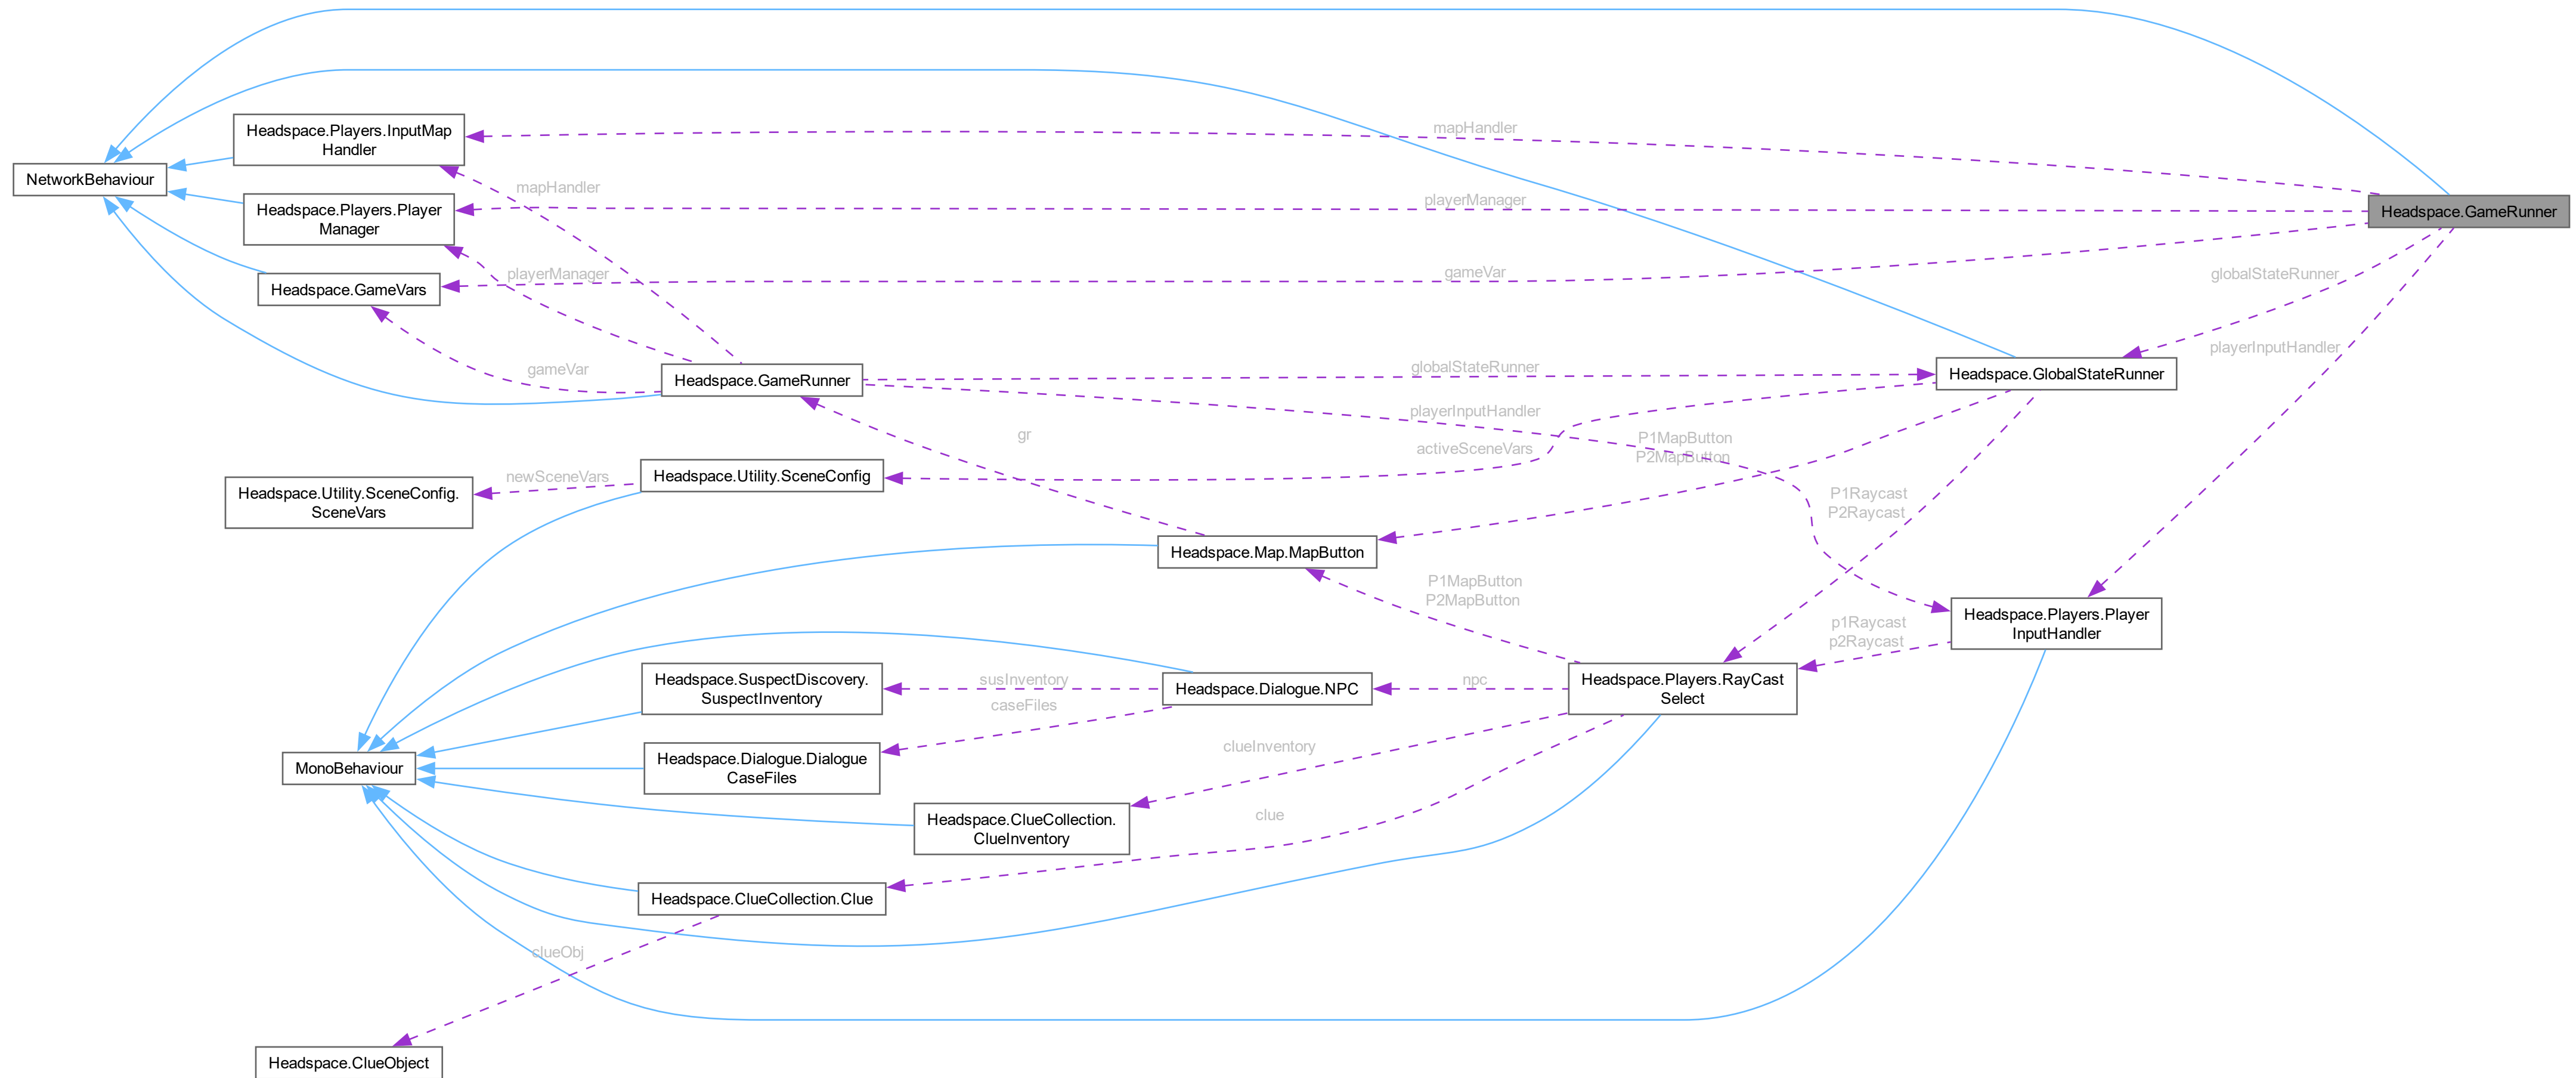 Headspace.Players.InputMap
Handler
mapHandler
NetworkBehaviour
mapHandler
Headspace.Players.Player
Manager
playerManager
Headspace.GameRunner
playerManager
gameVar
globalStateRunner
Headspace.GameVars
playerInputHandler
gameVar
Headspace.GameRunner
globalStateRunner
Headspace.GlobalStateRunner
playerInputHandler
gr
P1MapButton
P2MapButton
activeSceneVars
newSceneVars
Headspace.Utility.SceneConfig
Headspace.Utility.SceneConfig.
SceneVars
P1Raycast
P2Raycast
Headspace.Map.MapButton
P1MapButton
P2MapButton
Headspace.Players.Player
InputHandler
p1Raycast
p2Raycast
Headspace.SuspectDiscovery.
SuspectInventory
susInventory
Headspace.Dialogue.NPC
npc
Headspace.Players.RayCast
Select
caseFiles
clueInventory
MonoBehaviour
Headspace.Dialogue.Dialogue
CaseFiles
Headspace.ClueCollection.
ClueInventory
clue
Headspace.ClueCollection.Clue
clueObj
Headspace.ClueObject